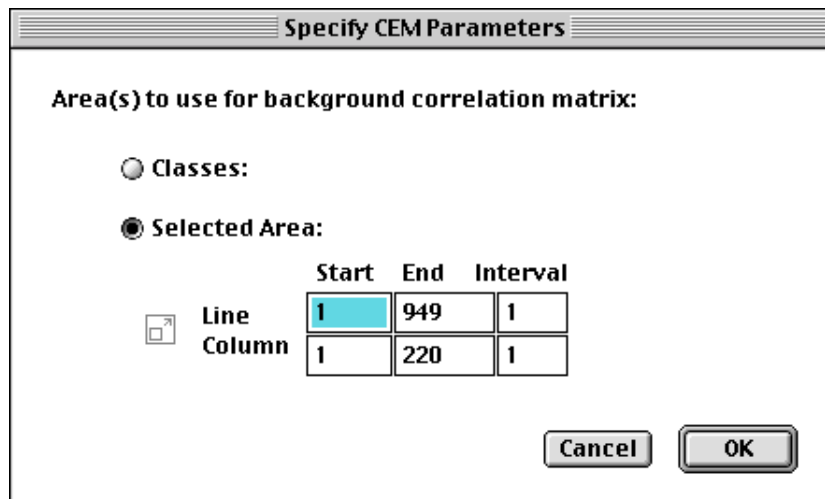 Specify CEM Parameters
Area(s) to use for background correlation matrix:
Classes:
Selected Area:
Start End Interval
Line 1 949 1
Column 1 220 1
Cancel OK